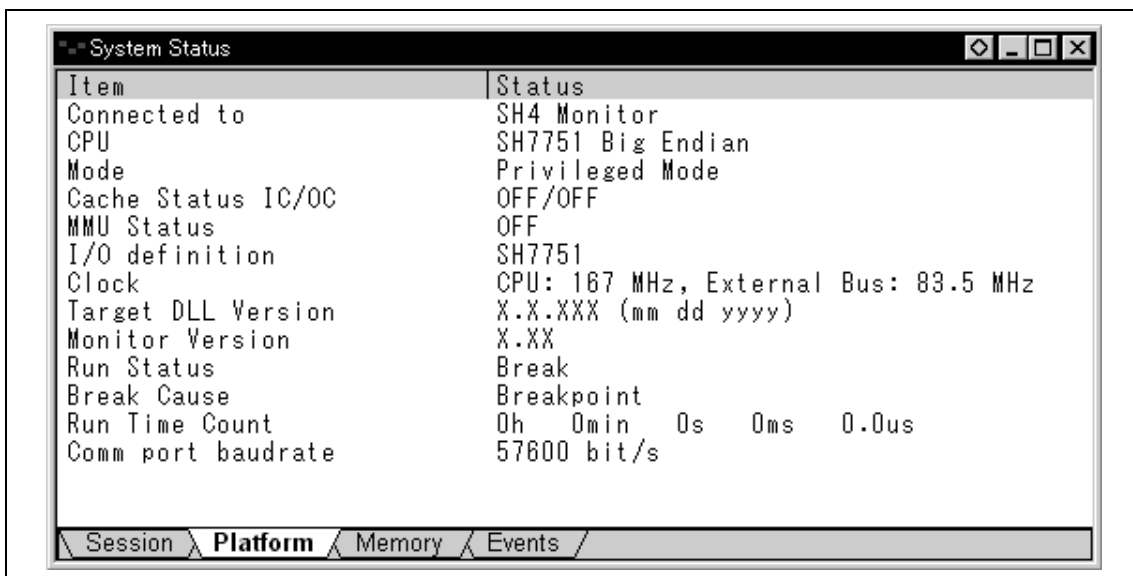 System Status
Item Status
Connected to SH4 Monitor
CPU SH7751 Big Endian
Mode Privileged Mode
Cache Status IC/OC OFF/OFF
MMU Status OFF
I/O definition SH7751
Clock CPU: 167 MHz, External Bus: 83.5 MHz
Target DLL Version X.X.XXX (mm dd yyyy)
Monitor Version X.XX
Run Status Break
Break Cause Breakpoint
Run Time Count 0h 0min 0s 0ms 0.0us
Comm port baudrate 57600 bit/s
Session Platform Memory Events